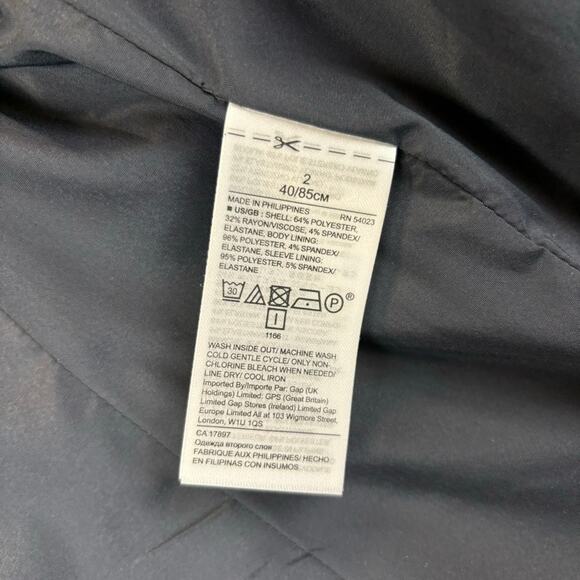 2
40/85CM
MADE IN PHILIPPINES RN 54023
■ US/GB : SHELL: 64% POLYESTER,
32% RAYON/VISCOSE, 4% SPANDEX/
ELASTANE, BODY LINING:
96% POLYESTER, 4% SPANDEX/
ELASTANE, SLEEVE LINING:
95% POLYESTER, 5% SPANDEX/
ELASTANE
30 P ®
I
1166
WASH INSIDE OUT/ MACHINE WASH
COLD GENTLE CYCLE/ ONLY NON-
CHLORINE BLEACH WHEN NEEDED/
LINE DRY/ COOL IRON
Imported By/Importe Par: Gap (UK
Holdings) Limited: GPS (Great Britain)
Limited Gap Stores (Ireland) Limited Gap
Europe Limited All at 103 Wigmore Street,
London, W1U 1QS
CA 17897
Одежда второго слоя
FABRIQUE AUX PHILIPPINES/ HECHO
EN FILIPINAS CON INSUMOS